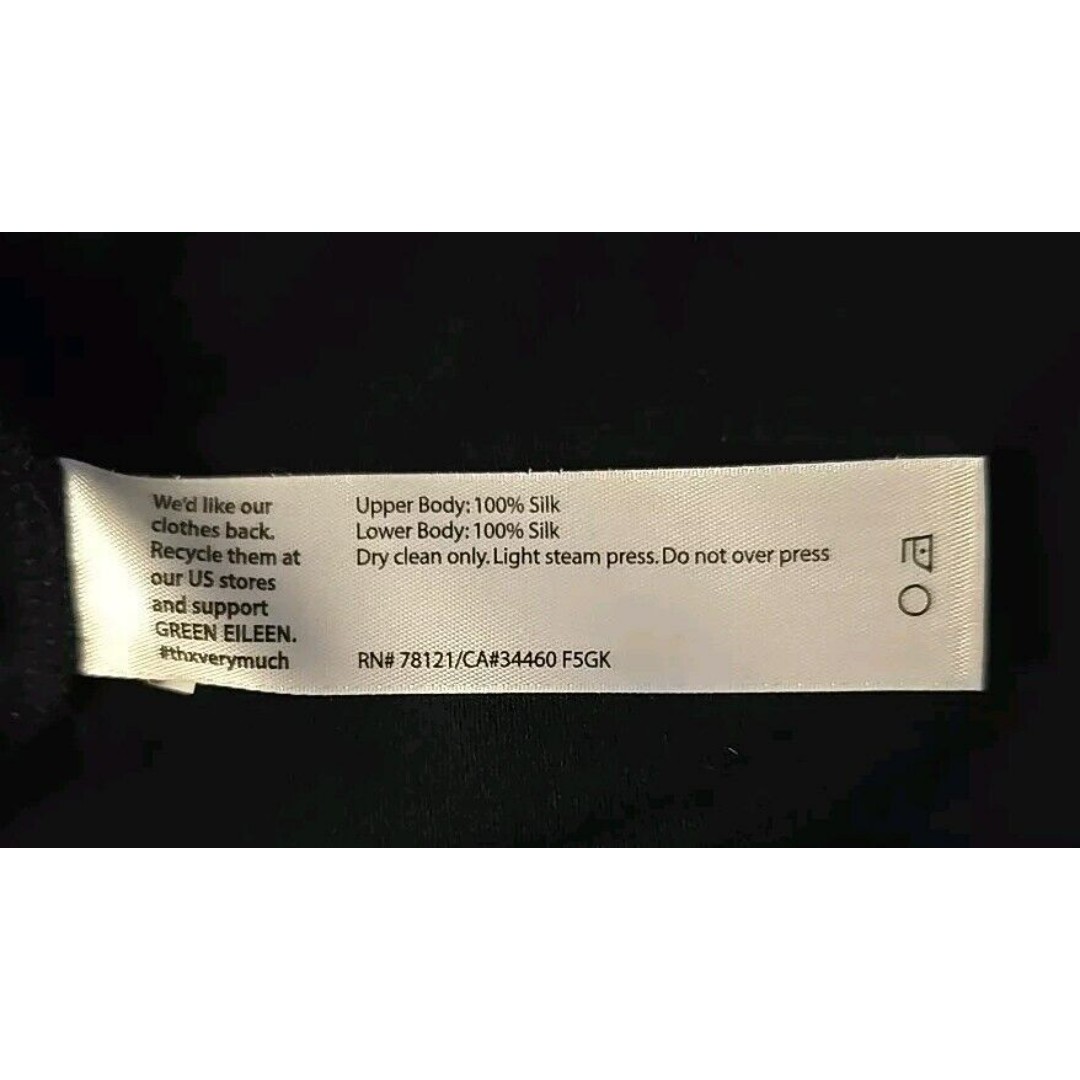 We'd like our
clothes back.
Recycle them at
our US stores
and support
GREEN EILEEN.
#thxverymuch
Upper Body: 100% Silk
Lower Body: 100% Silk
Dry clean only. Light steam press. Do not over press
RN# 78121/CA#34460 F5GK